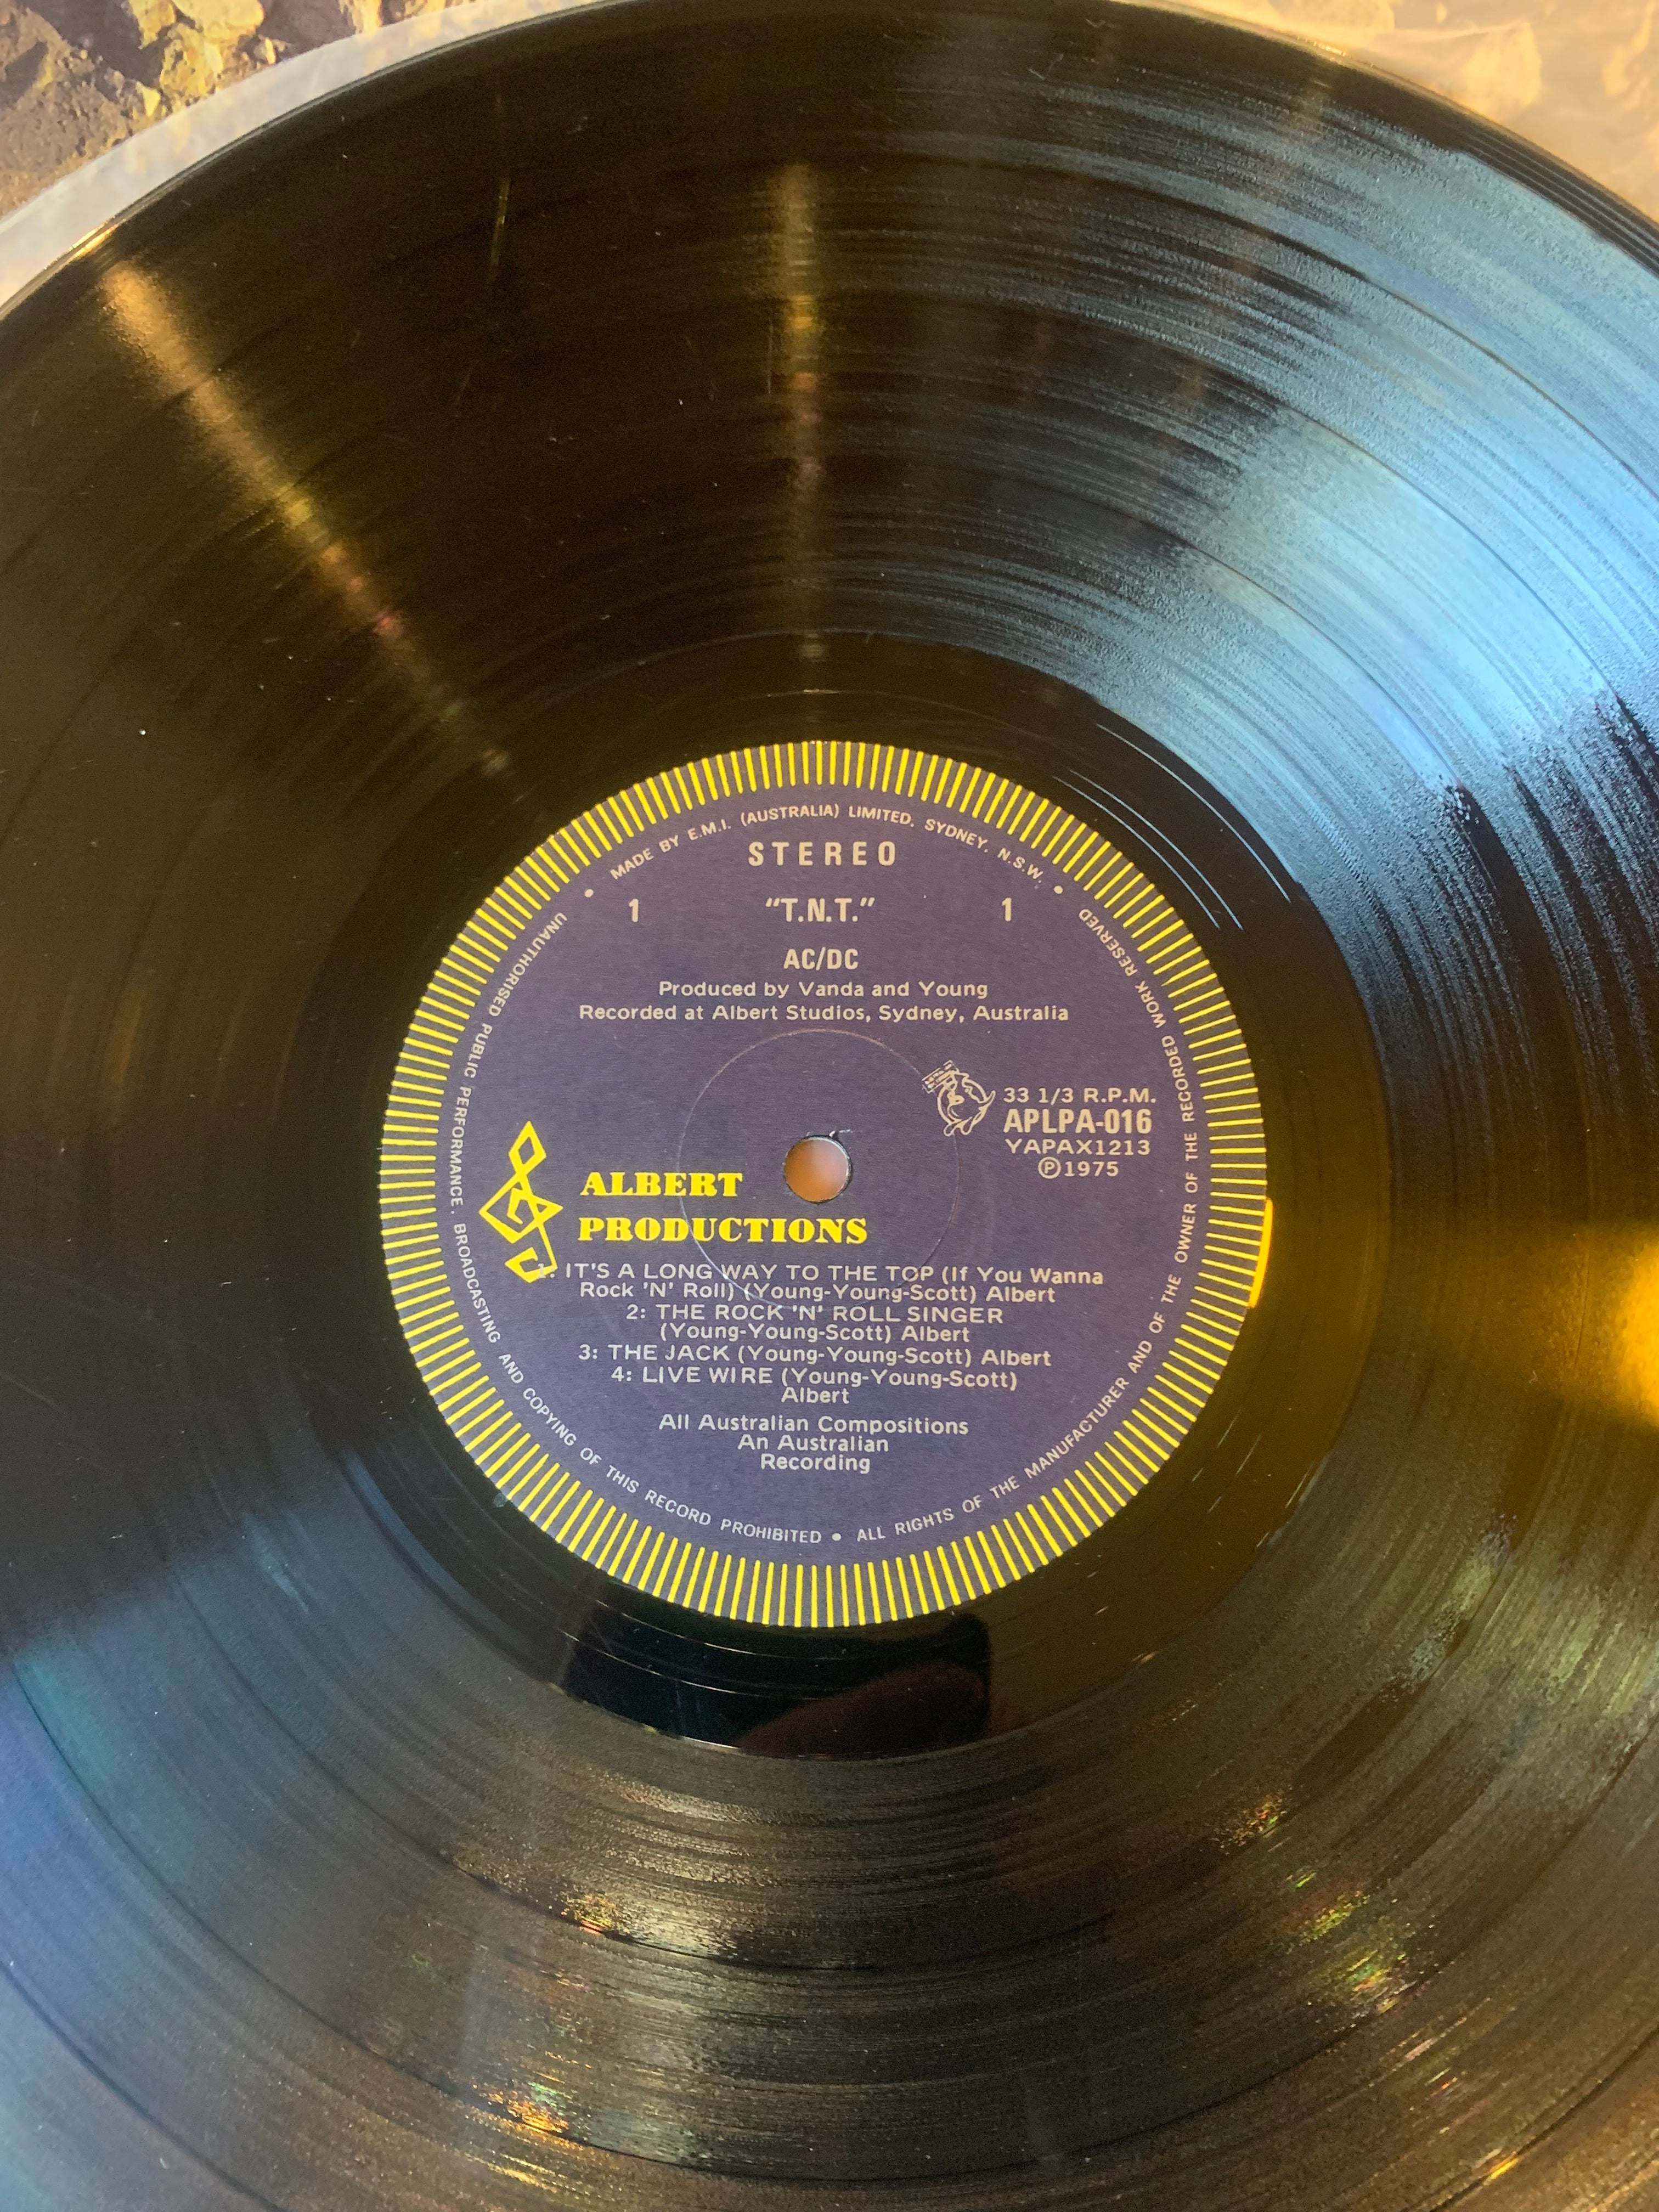 MADE BY E.M.I. (AUSTRALIA) LIMITED. SYDNEY. N.S.W. •
STEREO
1 "T.N.T." 1
AC/DC
Produced by Vanda and Young
Recorded at Albert Studios, Sydney, Australia
33 1/3 R.P.M.
APLPA-016
YAPAX1213
Ⓟ1975
ALBERT
PRODUCTIONS
1: IT'S A LONG WAY TO THE TOP (If You Wanna
Rock 'N' Roll) (Young-Young-Scott) Albert
2: THE ROCK 'N' ROLL SINGER
(Young-Young-Scott) Albert
3: THE JACK (Young-Young-Scott) Albert
4: LIVE WIRE (Young-Young-Scott)
Albert
All Australian Compositions
An Australian
Recording
UNAUTHORISED PUBLIC PERFORMANCE. BROADCASTING AND COPYING OF THIS RECORD PROHIBITED • ALL RIGHTS OF THE MANUFACTURER AND OF THE OWNER OF THE RECORDED WORK RESERVED •